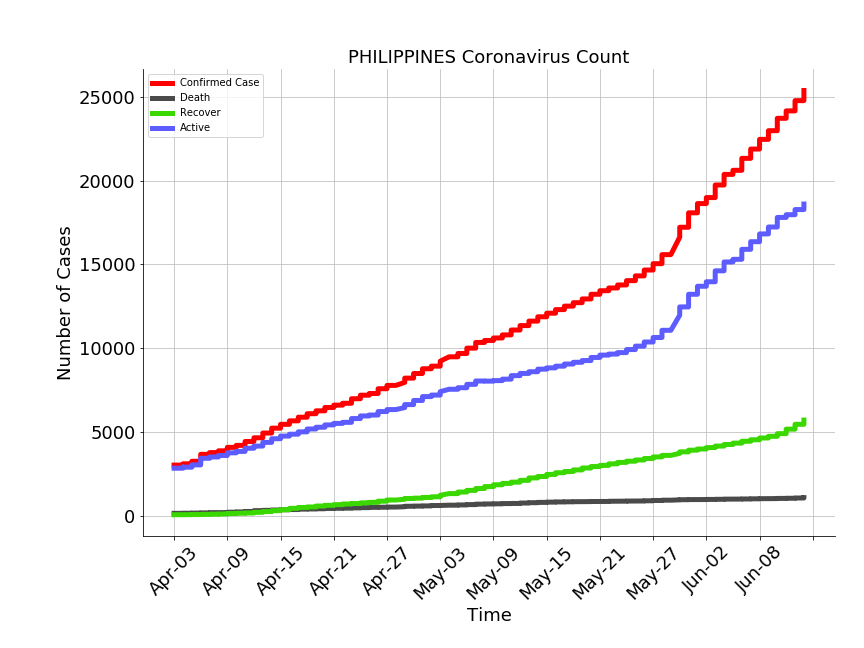 PHILIPPINES Coronavirus Count
Confirmed Case
Death
Recover
Active
25000
20000
15000
10000
5000
0
Number of Cases
Apr-03
Apr-09
Apr-15
Apr-21
Apr-27
May-03
May-09
May-15
May-21
May-27
Jun-02
Jun-08
Time